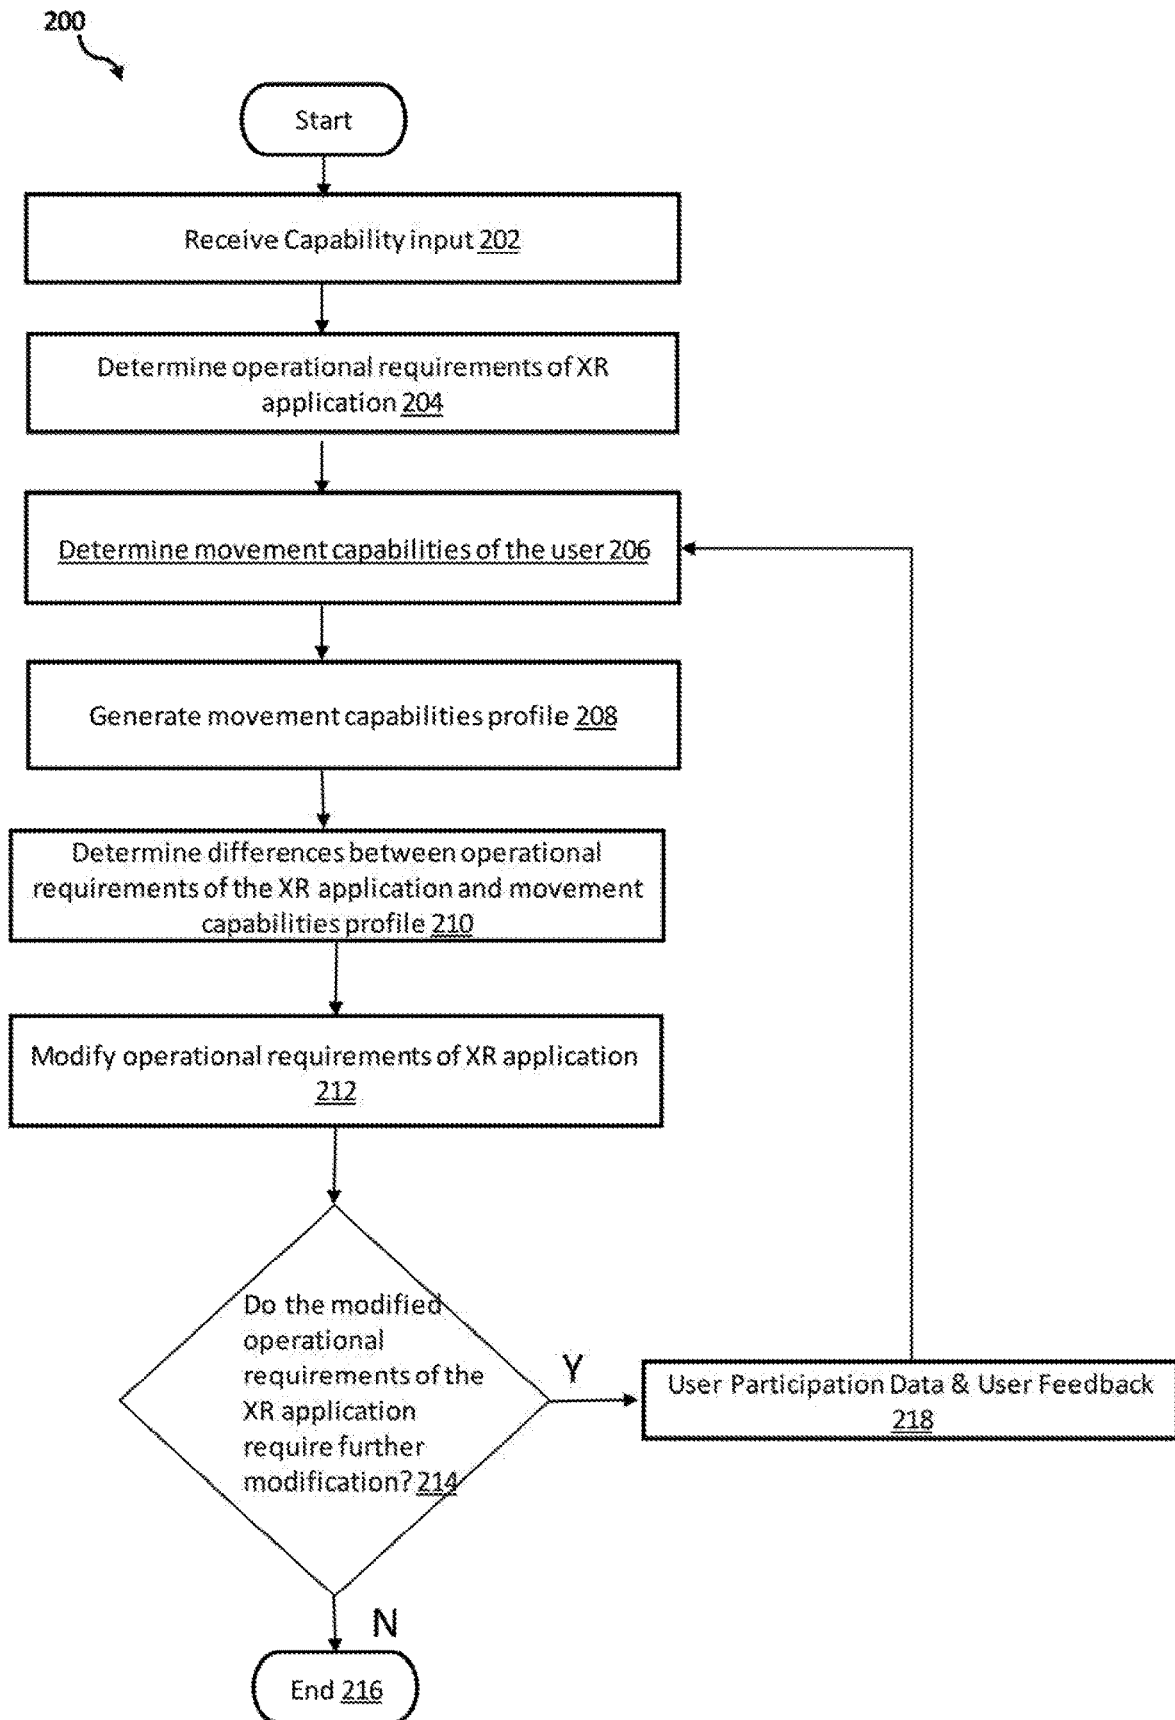 200
Start
Receive Capability input 202
Determine operational requirements of XR
application 204
Determine movement capabilities of the user 206
Generate movement capabilities profile 208
Determine differences between operational
requirements of the XR application and movement
capabilities profile 210
Modify operational requirements of XR application
212
Do the modified
operational
requirements of the
XR application
require further
modification? 214
Y
User Participation Data & User Feedback
218
N
End 216